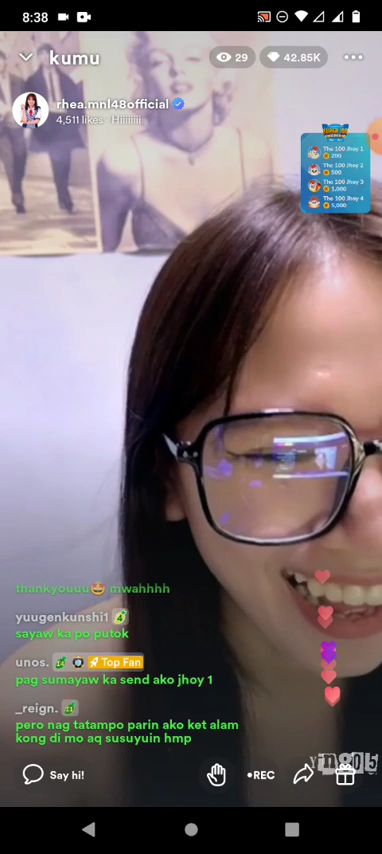 8:38
kumu
29
42.85K
rhea.mnl48official
4,511 likes · Hiiiiiii
The 100 Jhoy 1
200
The 100 Jhoy 2
500
The 100 Jhoy 3
1,000
The 100 Jhoy 4
5,000
thankyouuu🤩 mwahhhh
yuugenkunshi1 4
sayaw ka po putok
unos. 14 Top Fan
pag sumayaw ka send ako jhoy 1
_reign. 21
pero nag tatampo parin ako ket alam
kong di mo aq susuyuin hmp
Say hi!
•REC